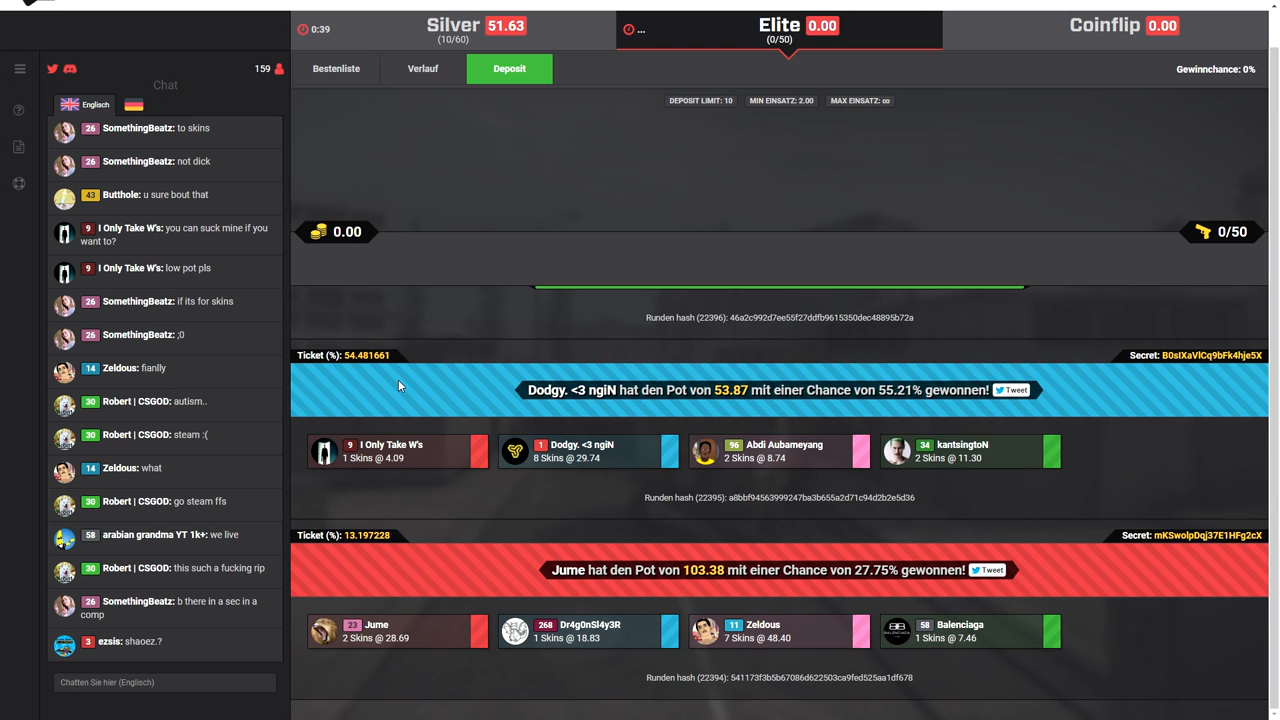 0:39
Silver 51.63
(10/60)
...
Elite 0.00
(0/50)
Coinflip 0.00
159
Chat
Englisch
SomethingBeatz: to skins
26
SomethingBeatz: not dick
26
43 Butthole: u sure bout that
9 I Only Take W's: you can suck mine if you
want to?
9 I Only Take W's: low pot pls
26 SomethingBeatz: if its for skins
26 SomethingBeatz: ;0
14 Zeldous: fianlly
30 Robert | CSGOD: autism..
30 Robert | CSGOD: steam :(
14 Zeldous: what
30 Robert | CSGOD: go steam ffs
58 arabian grandma YT 1k+: we live
30 Robert | CSGOD: this such a fucking rip
26 SomethingBeatz: b there in a sec in a
comp
3 ezsis: shaoez.?
Chatten Sie hier (Englisch)
Bestenliste
Verlauf
Deposit
Gewinnchance: 0%
DEPOSIT LIMIT: 10
MIN EINSATZ: 2.00
MAX EINSATZ: ∞
0.00
0/50
Runden hash (22396): 46a2c992d7ee55f27ddfb9615350dec48895b72a
Ticket (%): 54.481661
Secret: B0sIXaVlCq9bFk4hje5X
Dodgy. <3 ngiN hat den Pot von 53.87 mit einer Chance von 55.21% gewonnen! Tweet
9 I Only Take W's
1 Skins @ 4.09
1 Dodgy. <3 ngiN
8 Skins @ 29.74
96 Abdi Aubameyang
2 Skins @ 8.74
34 kantsingtoN
2 Skins @ 11.30
Runden hash (22395): a8bbf94563999247ba3b655a2d71c94d2b2e5d36
Ticket (%): 13.197228
Secret: mKSwolpDqj37E1HFg2cX
Jume hat den Pot von 103.38 mit einer Chance von 27.75% gewonnen! Tweet
23 Jume
2 Skins @ 28.69
268 Dr4g0nSl4y3R
1 Skins @ 18.83
11 Zeldous
7 Skins @ 48.40
58 Balenciaga
1 Skins @ 7.46
Runden hash (22394): 541173f3b5b67086d622503ca9fed525aa1df678